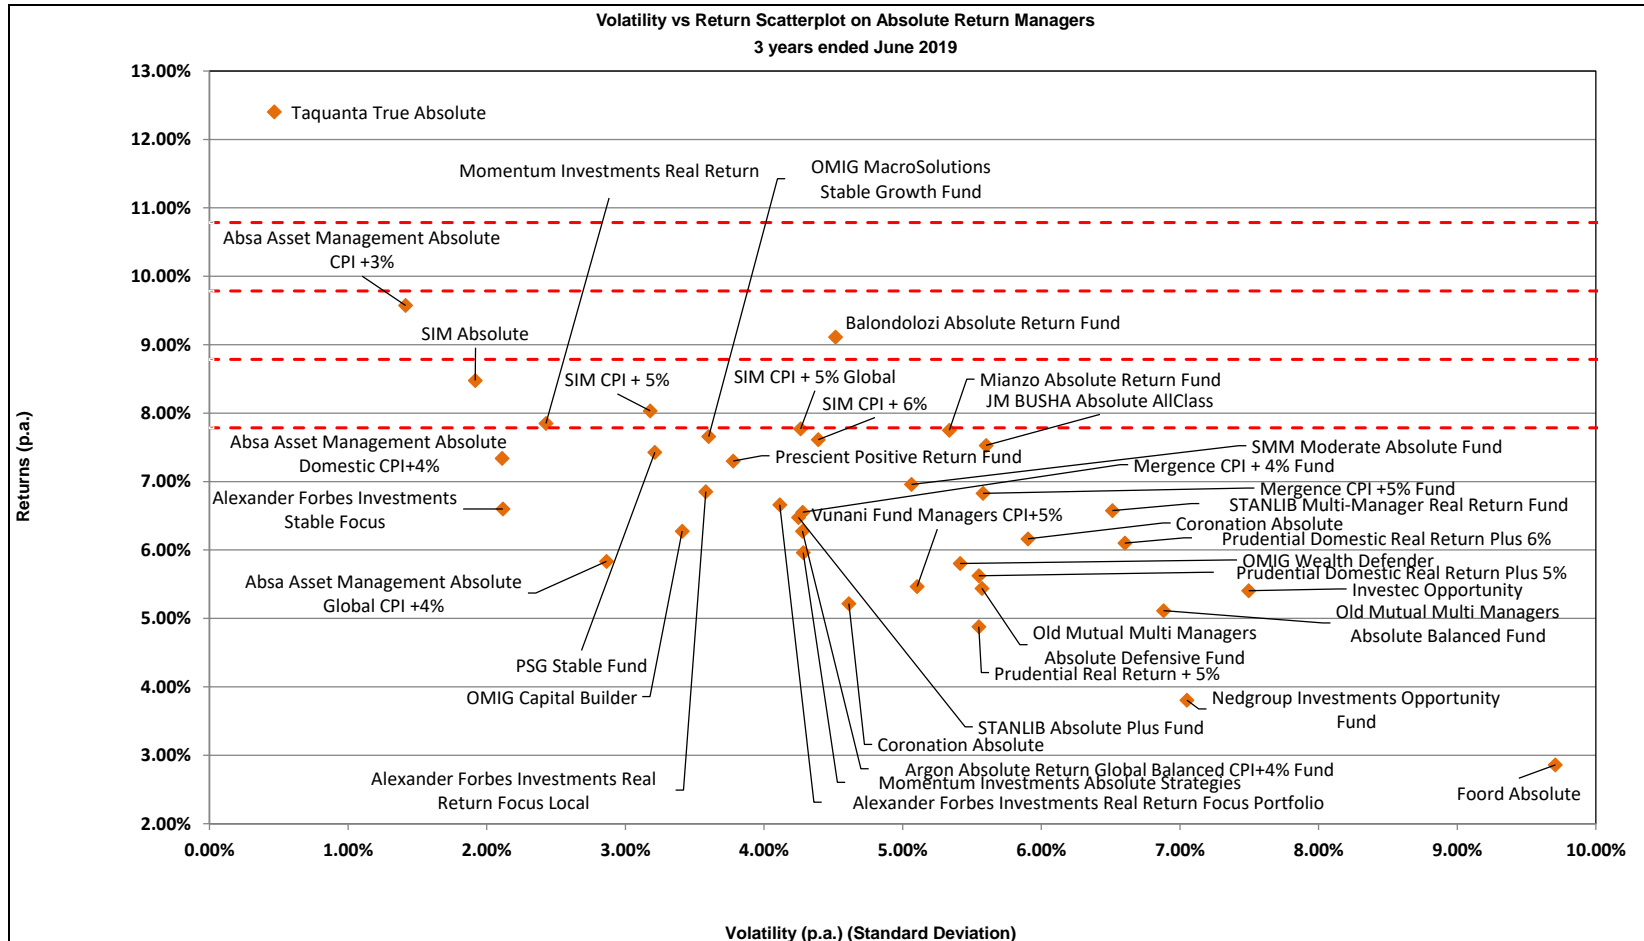 Volatility vs Return Scatterplot on Absolute Return Managers
3 years ended June 2019
13.00%
12.00%
11.00%
10.00%
9.00%
8.00%
7.00%
6.00%
5.00%
4.00%
3.00%
2.00%
Returns (p.a.)
Taquanta True Absolute
Momentum Investments Real Return
OMIG MacroSolutions
Stable Growth Fund
Absa Asset Management Absolute
CPI +3%
SIM Absolute
Balondolozi Absolute Return Fund
SIM CPI + 5%
SIM CPI + 5% Global
SIM CPI + 6%
Mianzo Absolute Return Fund
JM BUSHA Absolute AllClass
Absa Asset Management Absolute
Domestic CPI+4%
Prescient Positive Return Fund
SMM Moderate Absolute Fund
Mergence CPI + 4% Fund
Alexander Forbes Investments
Stable Focus
Mergence CPI +5% Fund
STANLIB Multi-Manager Real Return Fund
Vunani Fund Managers CPI+5%
Coronation Absolute
Prudential Domestic Real Return Plus 6%
OMIG Wealth Defender
Prudential Domestic Real Return Plus 5%
Investec Opportunity
Absa Asset Management Absolute
Global CPI +4%
Old Mutual Multi Managers
Absolute Balanced Fund
Old Mutual Multi Managers
Absolute Defensive Fund
Prudential Real Return + 5%
PSG Stable Fund
OMIG Capital Builder
Nedgroup Investments Opportunity
Fund
STANLIB Absolute Plus Fund
Coronation Absolute
Argon Absolute Return Global Balanced CPI+4% Fund
Momentum Investments Absolute Strategies
Alexander Forbes Investments Real Return Focus Portfolio
Alexander Forbes Investments Real
Return Focus Local
Foord Absolute
0.00%
1.00%
2.00%
3.00%
4.00%
5.00%
6.00%
7.00%
8.00%
9.00%
10.00%
Volatility (p.a.) (Standard Deviation)